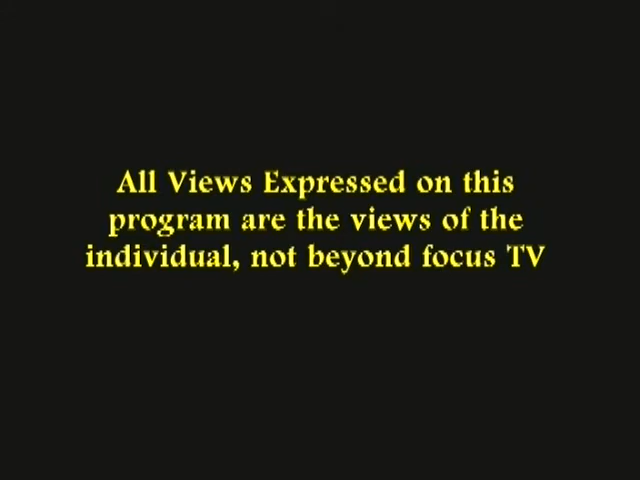 All Views Expressed on this
program are the views of the
individual, not beyond focus TV